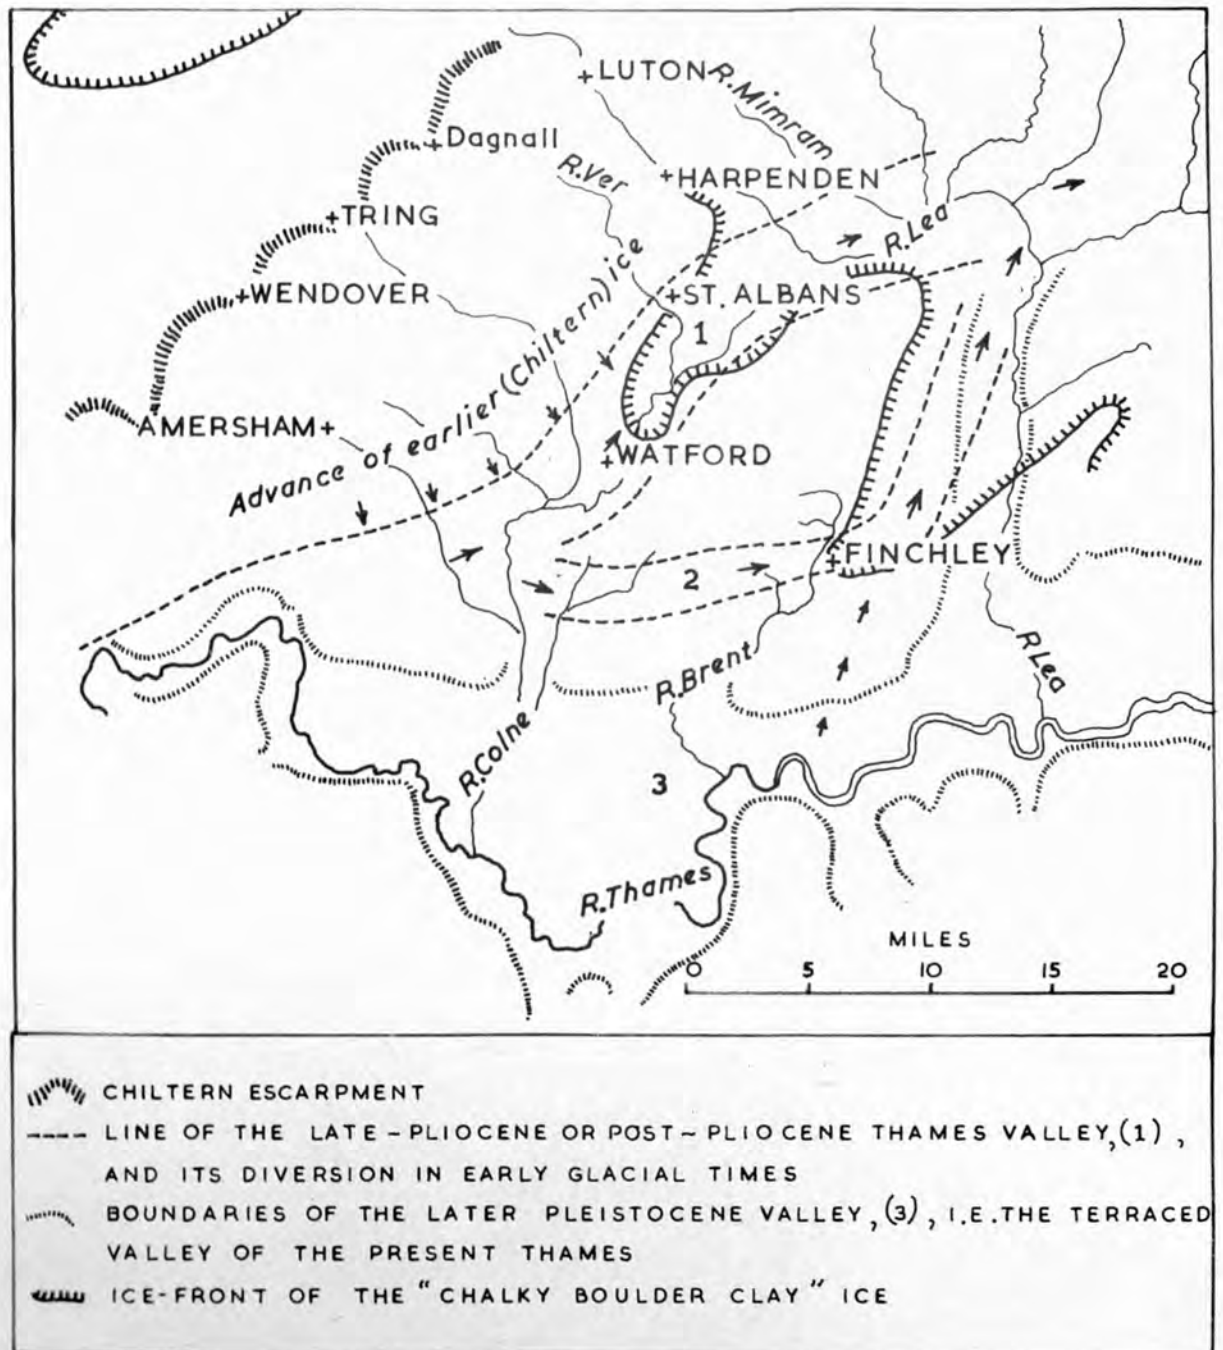 +LUTON
R. Mimram
+Dagnall
R. Ver
+HARPENDEN
+TRING
R. Lea
+WENDOVER
+ST. ALBANS
1
Advance of earlier (Chiltern) ice
AMERSHAM+
+WATFORD
+FINCHLEY
2
R. Brent
R Lea
R. Colne
3
R. Thames
MILES
0 5 10 15 20
CHILTERN ESCARPMENT
LINE OF THE LATE-PLIOCENE OR POST-PLIOCENE THAMES VALLEY, (1),
AND ITS DIVERSION IN EARLY GLACIAL TIMES
BOUNDARIES OF THE LATER PLEISTOCENE VALLEY, (3), I.E. THE TERRACED
VALLEY OF THE PRESENT THAMES
ICE-FRONT OF THE "CHALKY BOULDER CLAY" ICE